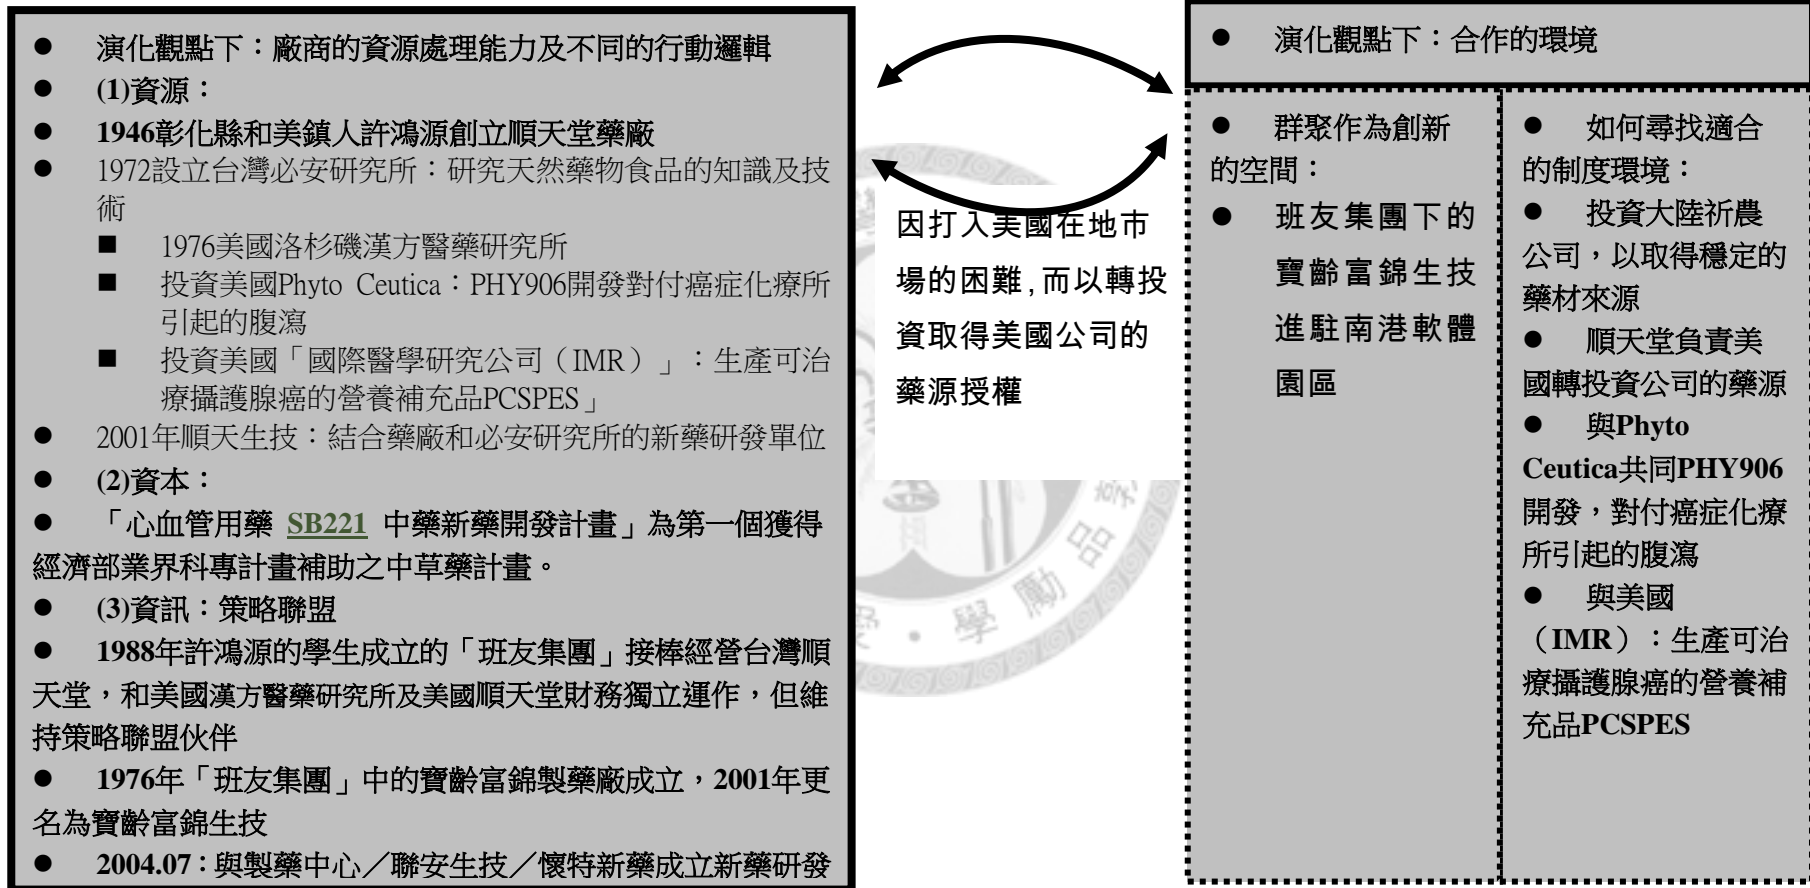 ● 演化觀點下：廠商的資源處理能力及不同的行動邏輯
● (1)資源：
● 1946彰化縣和美鎮人許鴻源創立順天堂藥廠
● 1972設立台灣必安研究所：研究天然藥物食品的知識及技
術
■ 1976美國洛杉磯漢方醫藥研究所
■ 投資美國Phyto Ceutica：PHY906開發對付癌症化療所
引起的腹瀉
■ 投資美國「國際醫學研究公司（IMR）」：生產可治
療攝護腺癌的營養補充品PCSPES」
● 2001年順天生技：結合藥廠和必安研究所的新藥研發單位
● (2)資本：
● 「心血管用藥 SB221 中藥新藥開發計畫」為第一個獲得
經濟部業界科專計畫補助之中草藥計畫。
● (3)資訊：策略聯盟
● 1988年許鴻源的學生成立的「班友集團」接棒經營台灣順
天堂，和美國漢方醫藥研究所及美國順天堂財務獨立運作，但維
持策略聯盟伙伴
● 1976年「班友集團」中的寶齡富錦製藥廠成立，2001年更
名為寶齡富錦生技
● 2004.07：與製藥中心／聯安生技／懷特新藥成立新藥研發
因打入美國在地市
場的困難,而以轉投
資取得美國公司的
藥源授權
● 演化觀點下：合作的環境
● 群聚作為創新
的空間：
● 班友集團下的
寶齡富錦生技
進駐南港軟體
園區
● 如何尋找適合
的制度環境：
● 投資大陸祈農
公司，以取得穩定的
藥材來源
● 順天堂負責美
國轉投資公司的藥源
● 與Phyto
Ceutica共同PHY906
開發，對付癌症化療
所引起的腹瀉
● 與美國
（IMR）：生產可治
療攝護腺癌的營養補
充品PCSPES